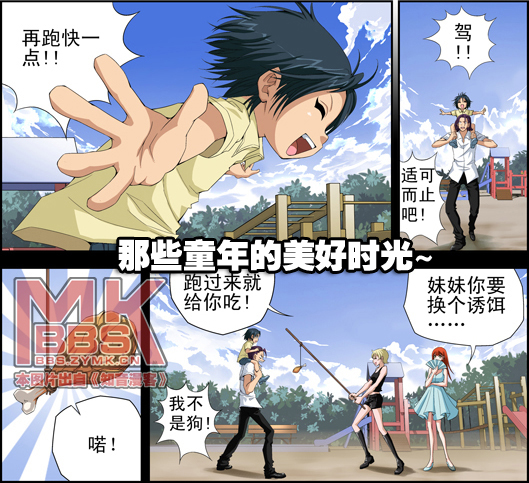 再跑快一
点!!
驾
!!
适可
而止
吧!
那些童年的美好时光~
MK
BBS
BBS.ZYMK.CN
本图片出自《知音漫客》
喏!
跑过来就
给你吃!
我不
是狗!
妹妹你要
换个诱饵
……